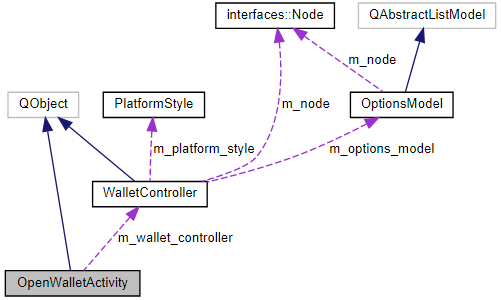 interfaces::Node
QAbstractListModel
m_node
QObject
PlatformStyle
m_node
OptionsModel
m_platform_style
m_options_model
WalletController
m_wallet_controller
OpenWalletActivity